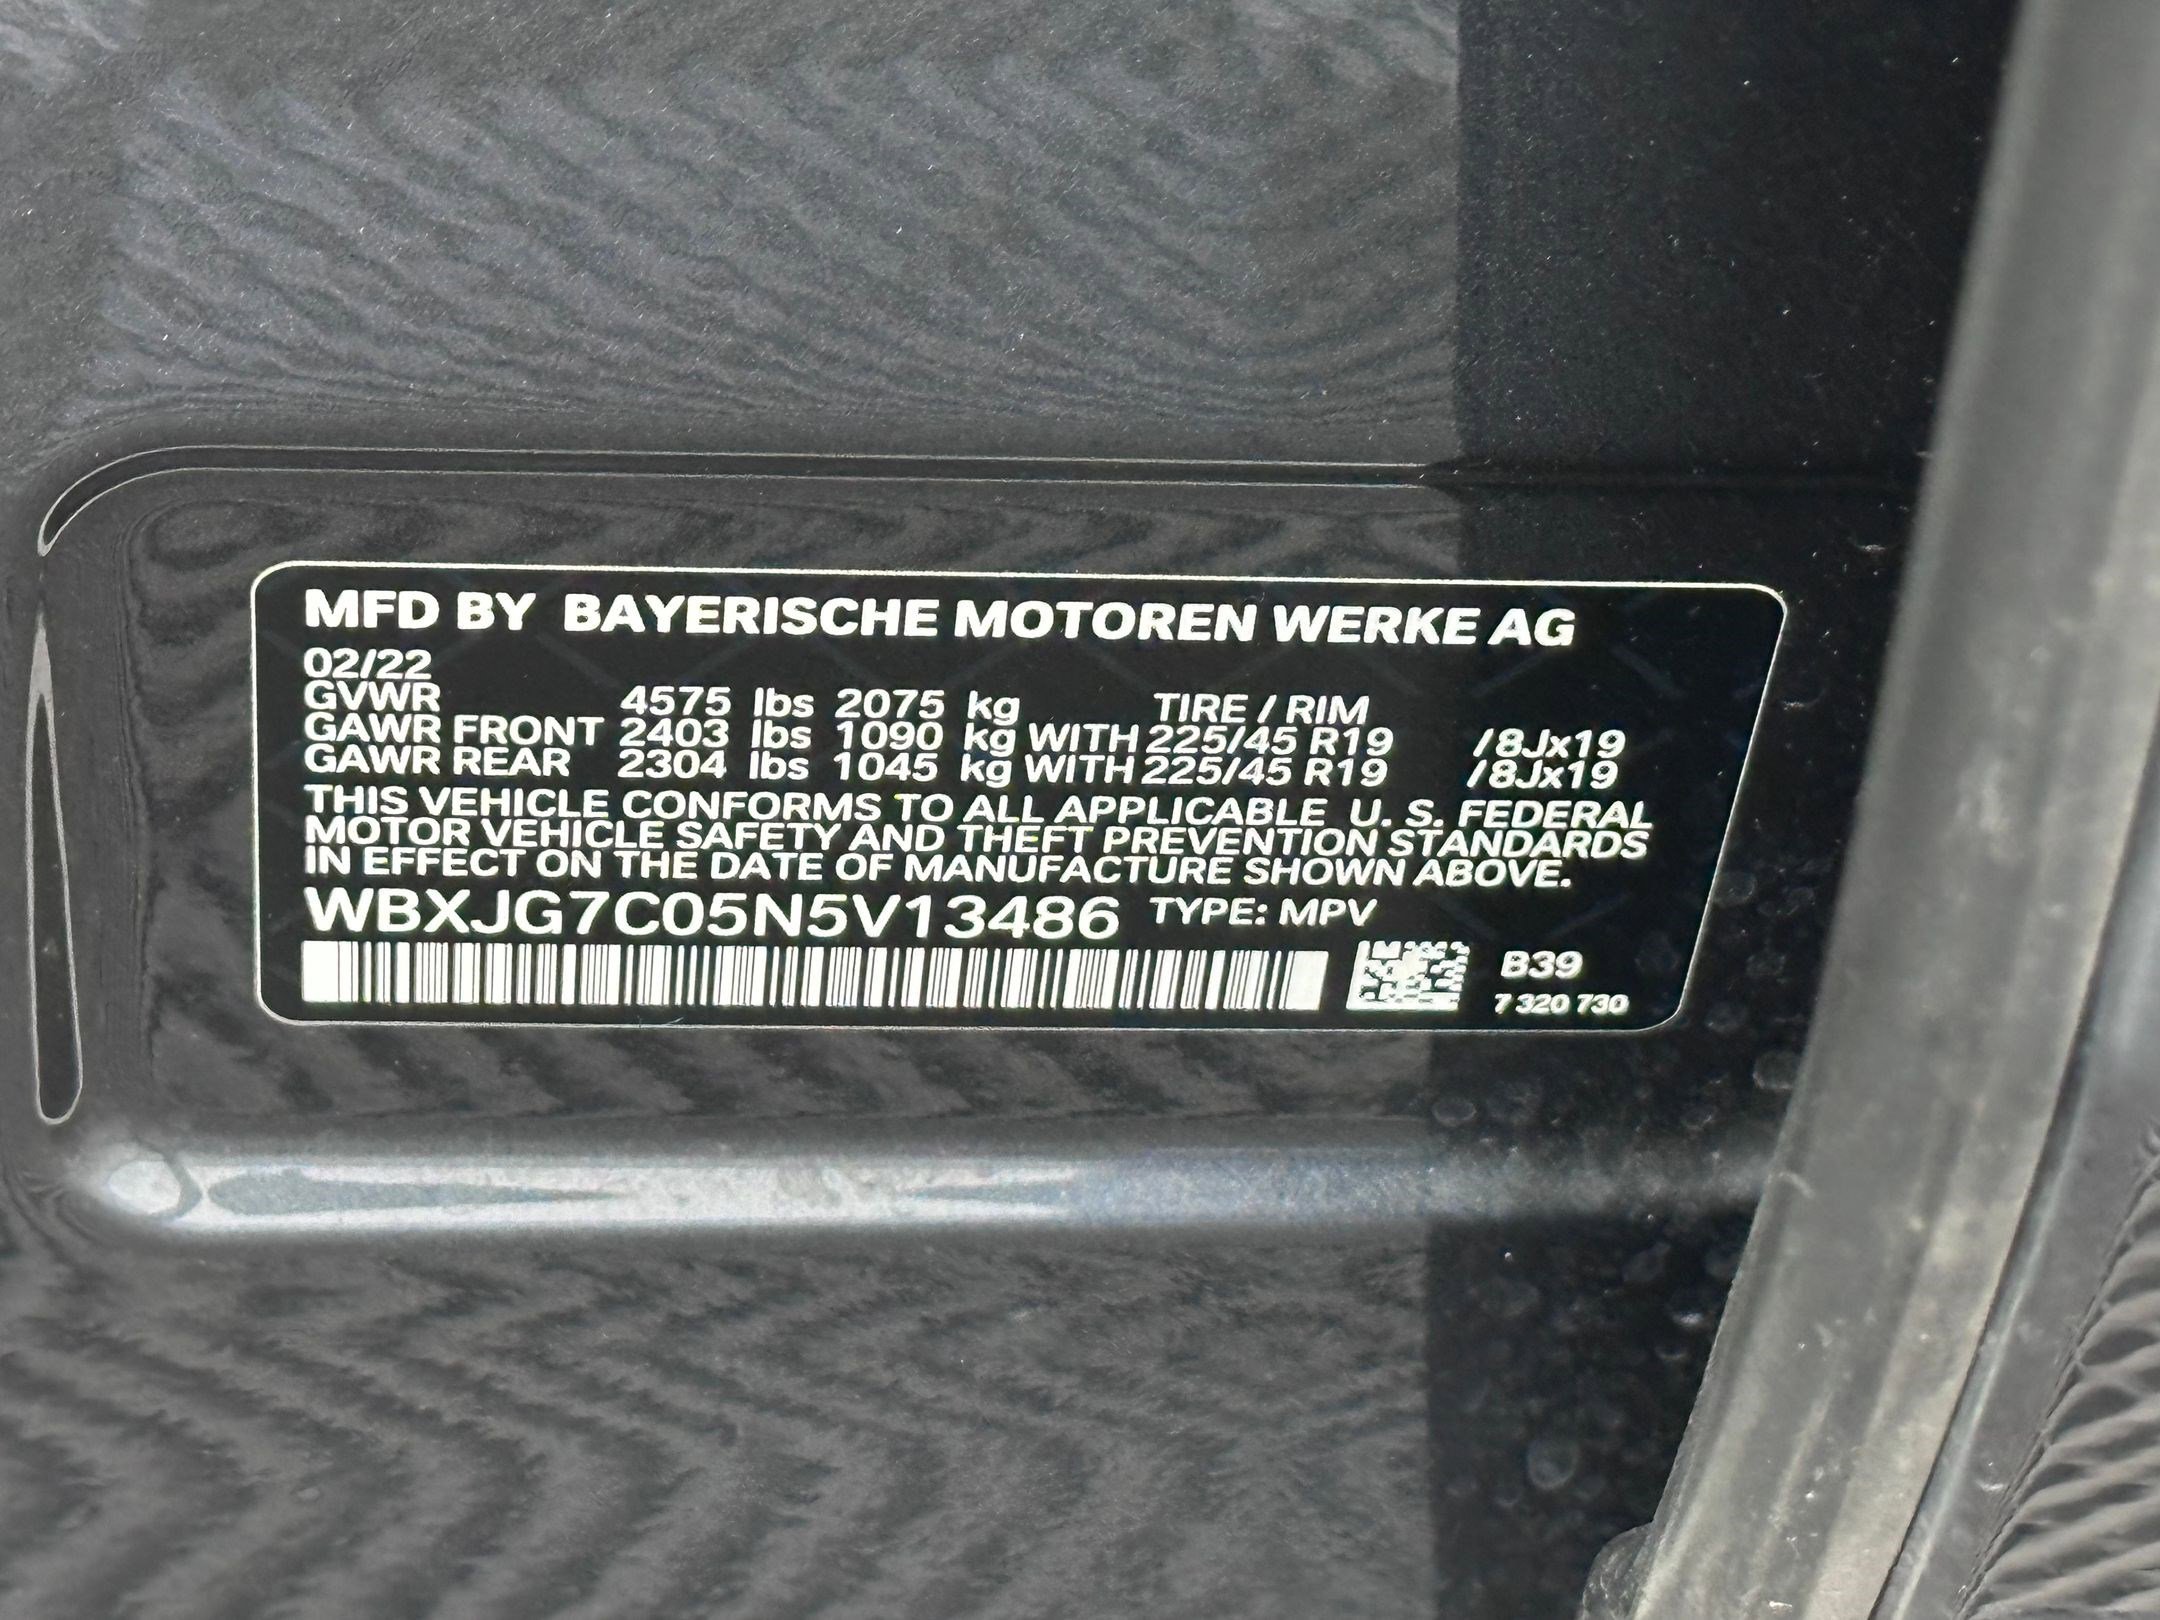 MFD BY BAYERISCHE MOTOREN WERKE AG
02/22
GVWR 4575 lbs 2075 kg TIRE / RIM
GAWR FRONT 2403 lbs 1090 kg WITH 225/45 R19 /8Jx19
GAWR REAR 2304 lbs 1045 kg WITH 225/45 R19 /8Jx19
THIS VEHICLE CONFORMS TO ALL APPLICABLE U. S. FEDERAL
MOTOR VEHICLE SAFETY AND THEFT PREVENTION STANDARDS
IN EFFECT ON THE DATE OF MANUFACTURE SHOWN ABOVE.
WBXJG7C05N5V13486 TYPE: MPV
B39
7 320 730